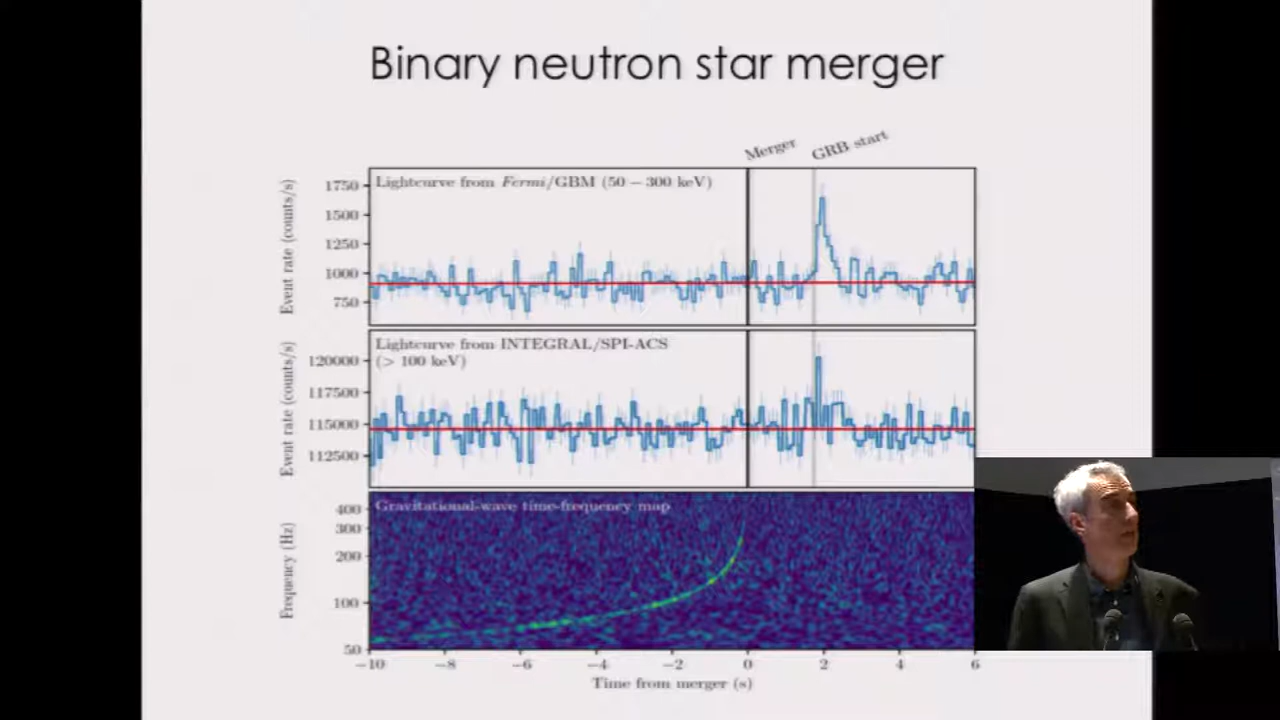 Binary neutron star merger
Merger
GRB start
Lightcurve from Fermi/GBM (50 − 300 keV)
Event rate (counts/s)
1750
1500
1250
1000
750
Lightcurve from INTEGRAL/SPI-ACS
(> 100 keV)
Event rate (counts/s)
120000
117500
115000
112500
Gravitational-wave time-frequency map
Frequency (Hz)
400
300
200
100
50
−10 −8 −6 −4 −2 0 2 4 6
Time from merger (s)